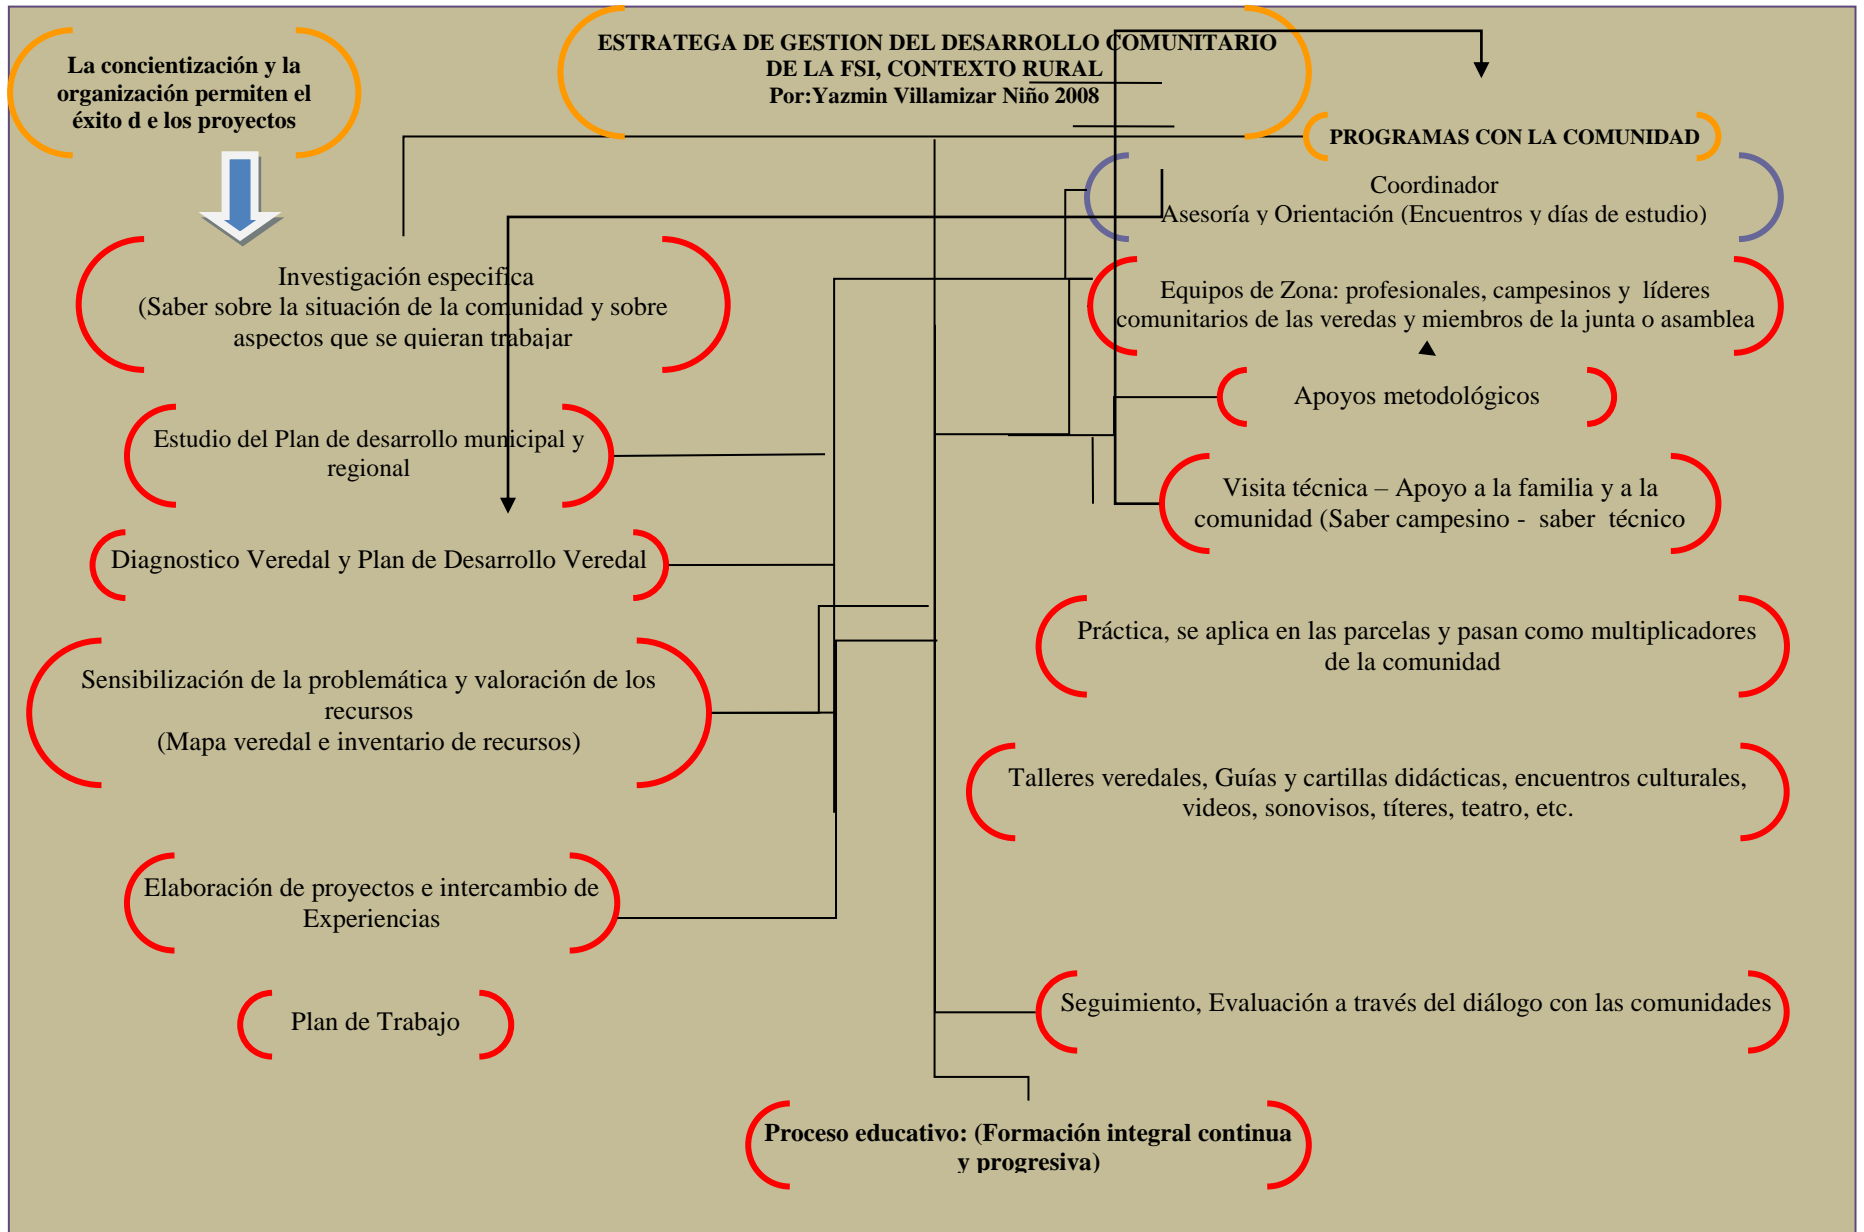 La concientización y la
organización permiten el
éxito d e los proyectos
ESTRATEGA DE GESTION DEL DESARROLLO COMUNITARIO
DE LA FSI, CONTEXTO RURAL
Por:Yazmin Villamizar Niño 2008
PROGRAMAS CON LA COMUNIDAD
Coordinador
Asesoría y Orientación (Encuentros y días de estudio)
Investigación especifica
(Saber sobre la situación de la comunidad y sobre
aspectos que se quieran trabajar
Equipos de Zona: profesionales, campesinos y líderes
comunitarios de las veredas y miembros de la junta o asamblea
Apoyos metodológicos
Estudio del Plan de desarrollo municipal y
regional
Visita técnica – Apoyo a la familia y a la
comunidad (Saber campesino - saber técnico
Diagnostico Veredal y Plan de Desarrollo Veredal
Práctica, se aplica en las parcelas y pasan como multiplicadores
de la comunidad
Sensibilización de la problemática y valoración de los
recursos
(Mapa veredal e inventario de recursos)
Talleres veredales, Guías y cartillas didácticas, encuentros culturales,
videos, sonovisos, títeres, teatro, etc.
Elaboración de proyectos e intercambio de
Experiencias
Seguimiento, Evaluación a través del diálogo con las comunidades
Plan de Trabajo
Proceso educativo: (Formación integral continua
y progresiva)